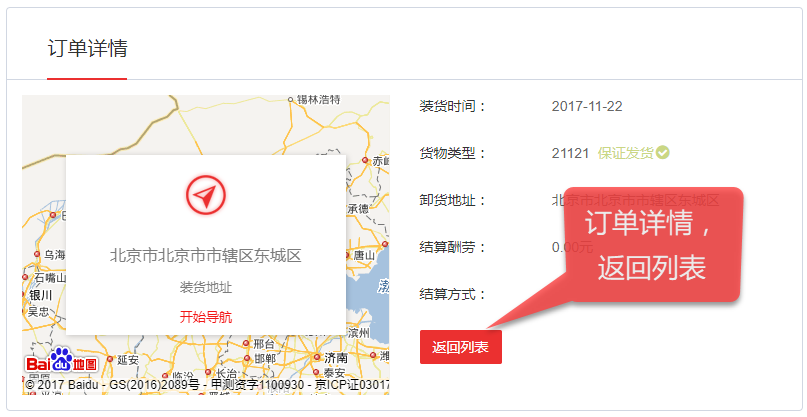 订单详情
锡林浩特
赤
承德
乌海
唐山
石嘴山
银川
吴忠
渤
滨州
邢台
邯郸
济南
延安
泰安
潍
临汾
长治
Bai du 地图
© 2017 Baidu - GS(2016)2089号 - 甲测资字1100930 - 京ICP证03017
北京市北京市市辖区东城区
装货地址
开始导航
装货时间： 2017-11-22
货物类型： 21121 保证发货
卸货地址： 北京市北京市市辖区东城区
结算酬劳： 0.00元
结算方式：
返回列表
订单详情，
返回列表